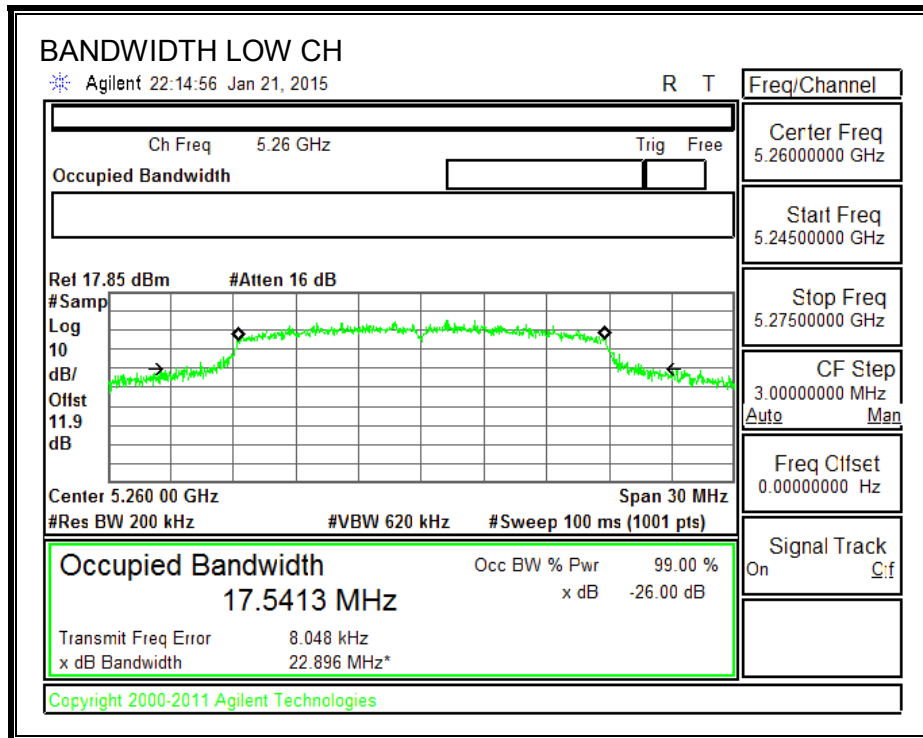 BANDWIDTH LOW CH
Agilent 22:14:56 Jan 21, 2015 R T
Freq/Channel
Ch Freq 5.26 GHz Trig Free
Occupied Bandwidth
Center Freq
5.26000000 GHz
Start Freq
5.24500000 GHz
Stop Freq
5.27500000 GHz
CF Step
3.00000000 MHz
Auto Man
Freq Offset
0.00000000 Hz
Signal Track
On Off
Ref 17.85 dBm #Atten 16 dB
#Samp
Log
10
dB/
Offst
11.9
dB
Center 5.260 00 GHz Span 30 MHz
#Res BW 200 kHz #VBW 620 kHz #Sweep 100 ms (1001 pts)
Occupied Bandwidth Occ BW % Pwr 99.00 %
17.5413 MHz x dB -26.00 dB
Transmit Freq Error 8.048 kHz
x dB Bandwidth 22.896 MHz*
Copyright 2000-2011 Agilent Technologies